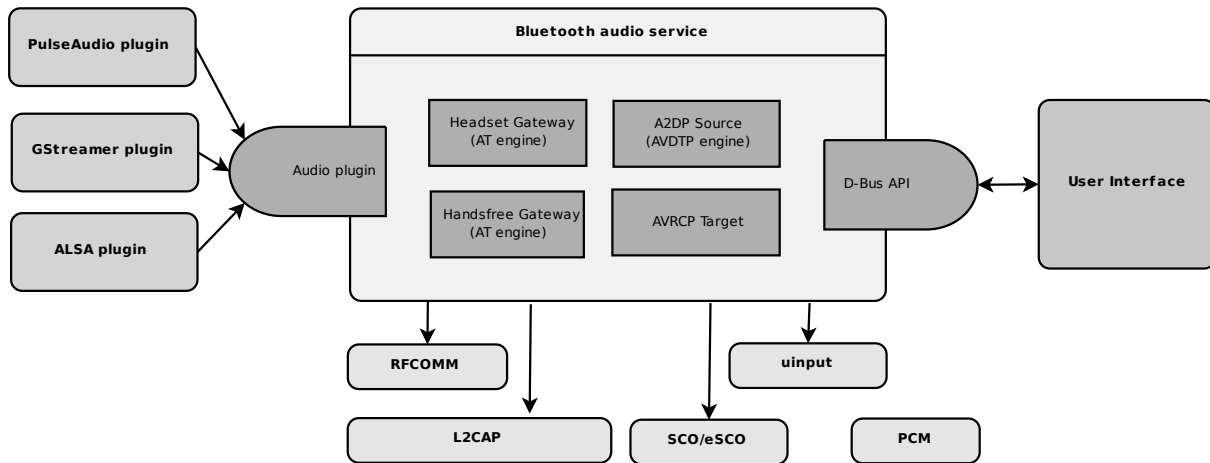 PulseAudio plugin
GStreamer plugin
ALSA plugin
Audio plugin
Bluetooth audio service
Headset Gateway
(AT engine)
A2DP Source
(AVDTP engine)
Handsfree Gateway
(AT engine)
AVRCP Target
D-Bus API
User Interface
RFCOMM
uinput
L2CAP
SCO/eSCO
PCM